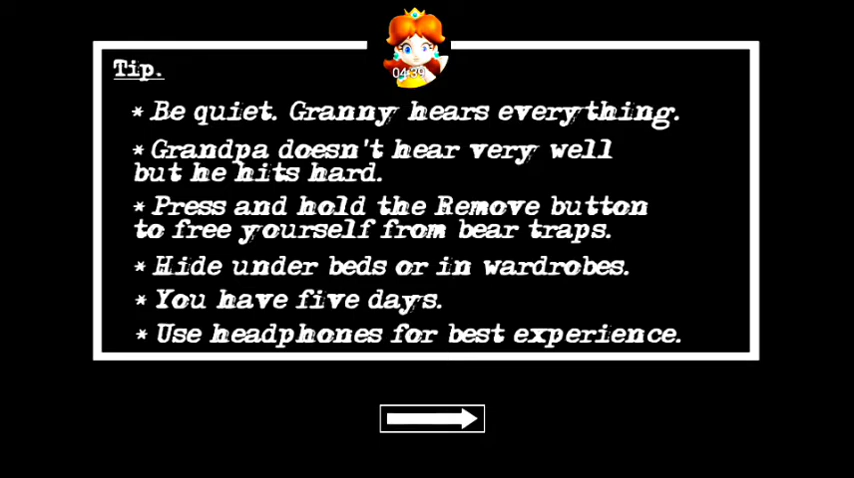 04:39
Tip.
* Be quiet. Granny hears everything.
* Grandpa doesn't hear very well
but he hits hard.
* Press and hold the Remove button
to free yourself from bear traps.
* Hide under beds or in wardrobes.
* You have five days.
* Use headphones for best experience.